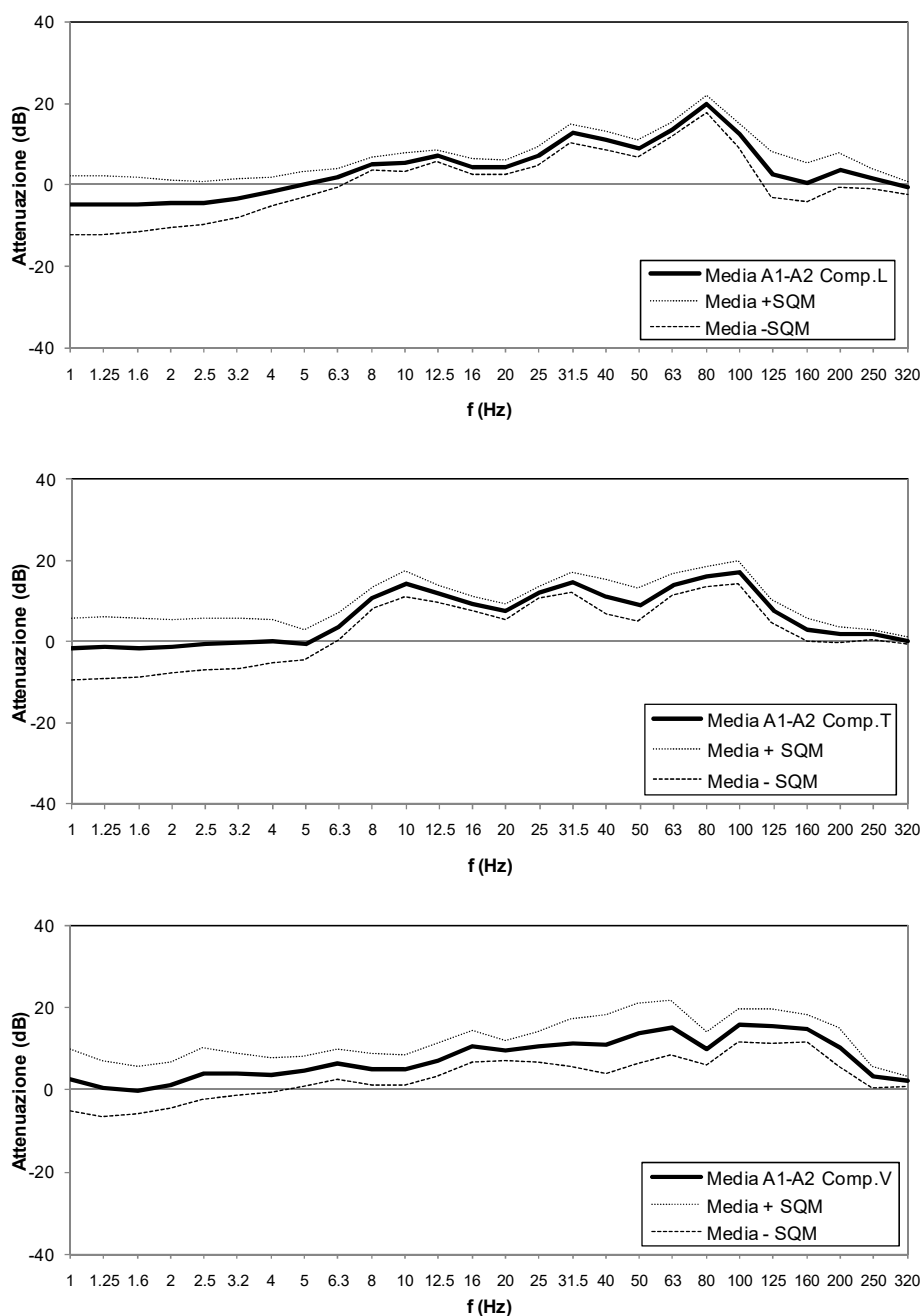 40
20
0
-20
-40
Attenuazione (dB)
Media A1-A2 Comp.L
Media +SQM
Media -SQM
1 1.25 1.6 2 2.5 3.2 4 5 6.3 8 10 12.5 16 20 25 31.5 40 50 63 80 100 125 160 200 250 320
f (Hz)
40
20
0
-20
-40
Attenuazione (dB)
Media A1-A2 Comp.T
Media + SQM
Media - SQM
1 1.25 1.6 2 2.5 3.2 4 5 6.3 8 10 12.5 16 20 25 31.5 40 50 63 80 100 125 160 200 250 320
f (Hz)
40
20
0
-20
-40
Attenuazione (dB)
Media A1-A2 Comp.V
Media + SQM
Media - SQM
1 1.25 1.6 2 2.5 3.2 4 5 6.3 8 10 12.5 16 20 25 31.5 40 50 63 80 100 125 160 200 250 320
f (Hz)